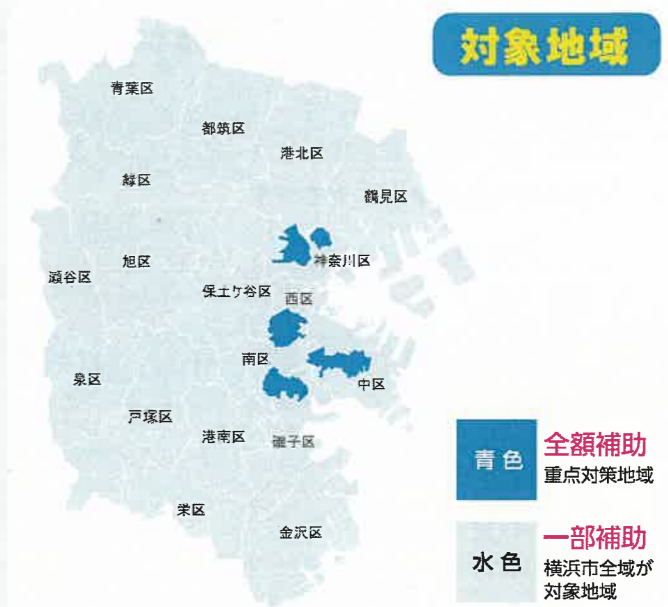 対象地域
青葉区
都筑区
港北区
緑区
鶴見区
旭区
神奈川区
瀬谷区
保土ケ谷区
西区
南区
泉区
中区
戸塚区
港南区
磯子区
栄区
金沢区
青色
全額補助
重点対策地域
水色
一部補助
横浜市全域が
対象地域